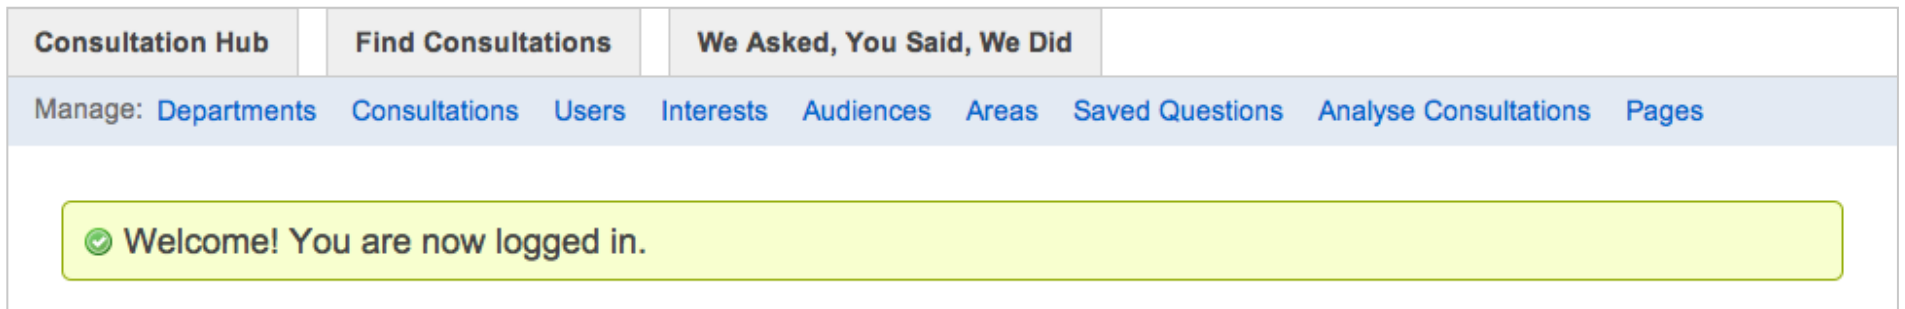 Consultation Hub Find Consultations We Asked, You Said, We Did
Manage: Departments Consultations Users Interests Audiences Areas Saved Questions Analyse Consultations Pages
Welcome! You are now logged in.